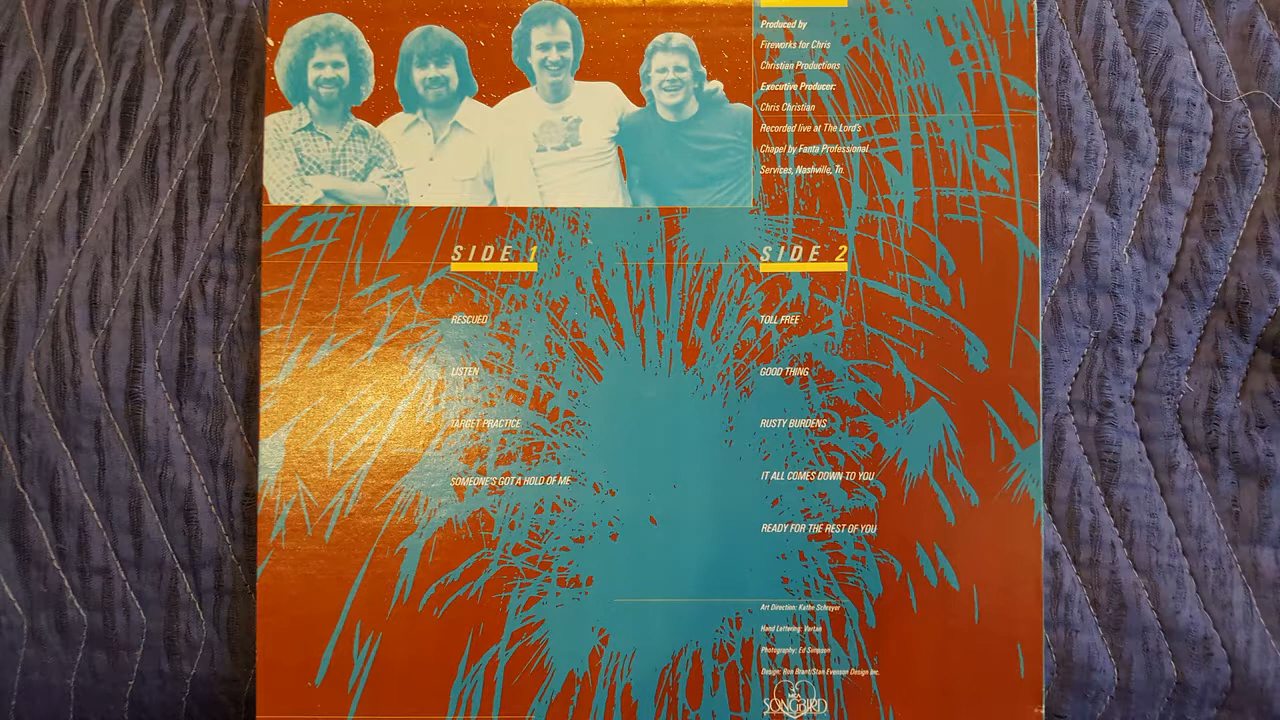 Produced by
Fireworks for Chris
Christian Productions
Executive Producer:
Chris Christian
Recorded live at The Lord's
Chapel by Fanta Professional
Services, Nashville, Tn.
SIDE 1
RESCUED
LISTEN
TARGET PRACTICE
SOMEONE'S GOT A HOLD OF ME
SIDE 2
TOLL FREE
GOOD THING
RUSTY BURDENS
IT ALL COMES DOWN TO YOU
READY FOR THE REST OF YOU
Art Direction: Kathe Schreyer
Hand Lettering: Vartan
Photography: Ed Simpson
Design: Ron Brant/Stan Evenson Design Inc.
MCA
SONGBIRD